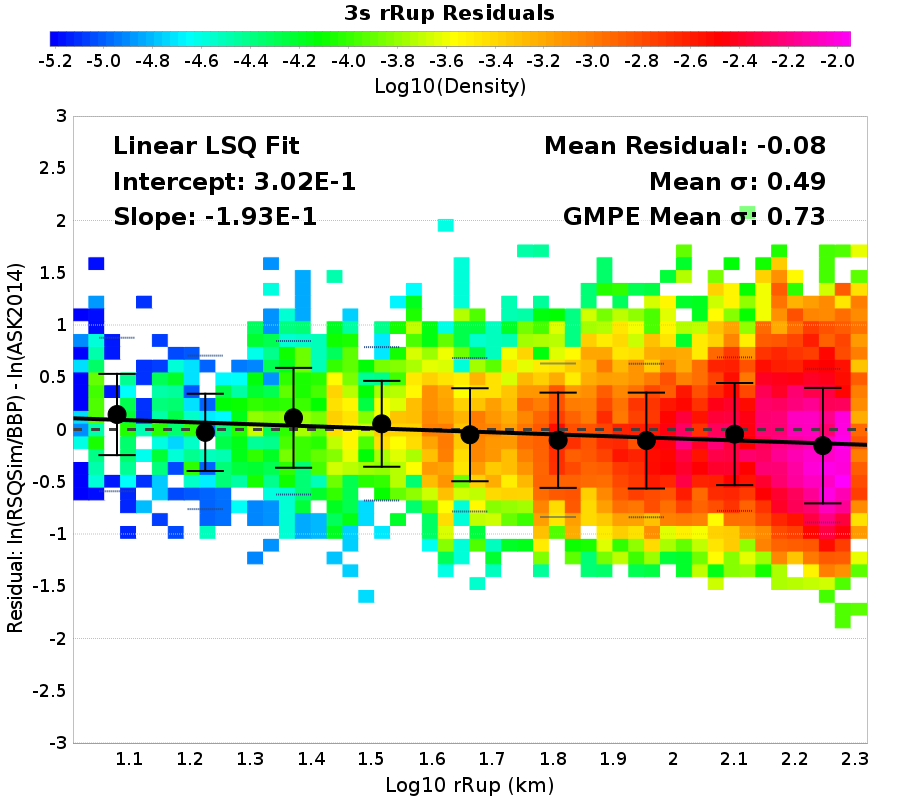 3s rRup Residuals
-5.2 -5.0 -4.8 -4.6 -4.4 -4.2 -4.0 -3.8 -3.6 -3.4 -3.2 -3.0 -2.8 -2.6 -2.4 -2.2 -2.0
Log10(Density)
Linear LSQ Fit
Intercept: 3.02E-1
Slope: -1.93E-1
Mean Residual: -0.08
Mean σ: 0.49
GMPE Mean σ: 0.73
Residual: ln(RSQSim/BBP) - ln(ASK2014)
3
2.5
2
1.5
1
0.5
0
-0.5
-1
-1.5
-2
-2.5
-3
1.1 1.2 1.3 1.4 1.5 1.6 1.7 1.8 1.9 2 2.1 2.2 2.3
Log10 rRup (km)